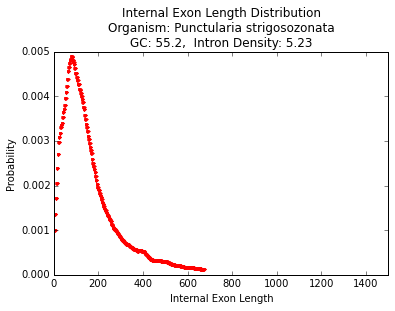 Internal Exon Length Distribution
Organism: Punctularia strigosozonata
GC: 55.2,  Intron Density: 5.23
0.005
0.004
0.003
0.002
0.001
0.000
Probability
0 200 400 600 800 1000 1200 1400
Internal Exon Length